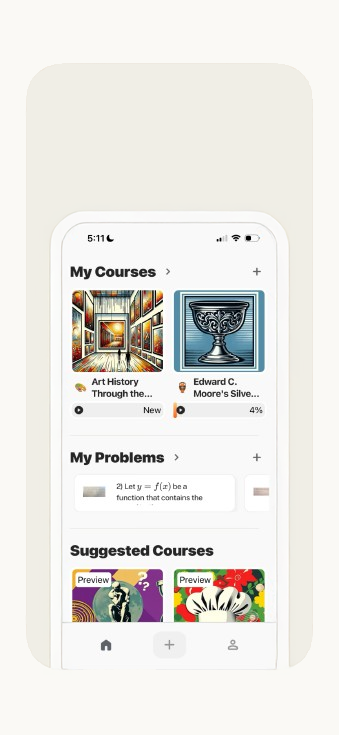 5:11
My Courses
Art History
Through the...
Edward C.
Moore's Silve...
New
4%
My Problems
2) Let y = f(x) be a
function that contains the
Suggested Courses
Preview
Preview
??